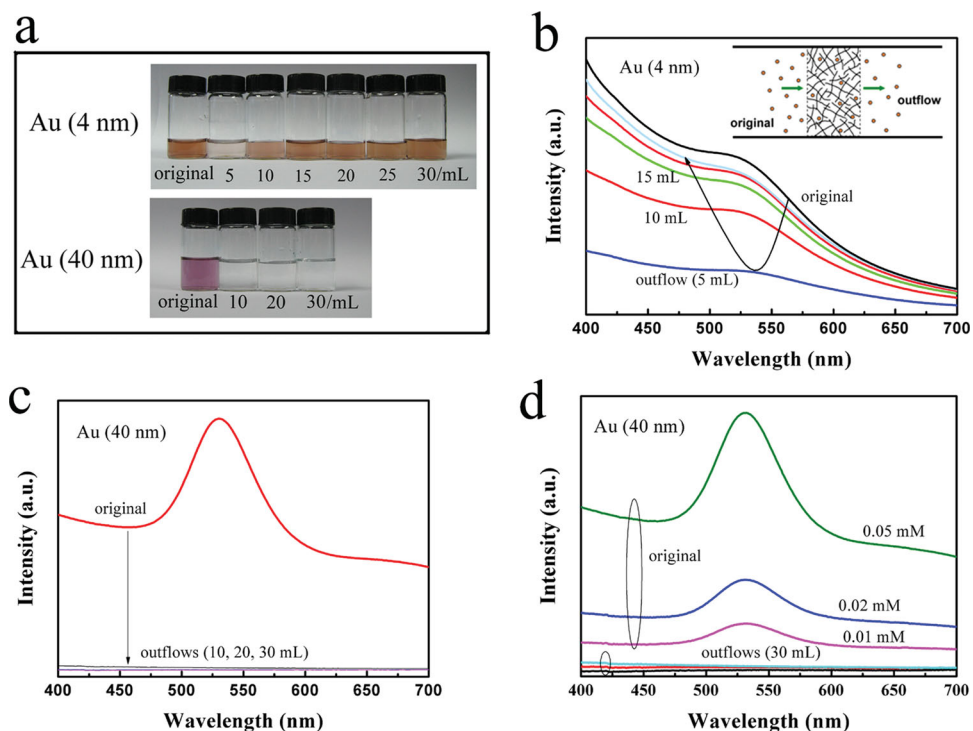 a
Au (4 nm)
original 5 10 15 20 25 30/mL
Au (40 nm)
original 10 20 30/mL
b
Au (4 nm)
original
outflow
15 mL
original
10 mL
outflow (5 mL)
Intensity (a.u.)
400 450 500 550 600 650 700
Wavelength (nm)
c
Au (40 nm)
original
outflows (10, 20, 30 mL)
Intensity (a.u.)
400 450 500 550 600 650 700
Wavelength (nm)
d
Au (40 nm)
0.05 mM
original
0.02 mM
0.01 mM
outflows (30 mL)
Intensity (a.u.)
400 450 500 550 600 650 700
Wavelength (nm)